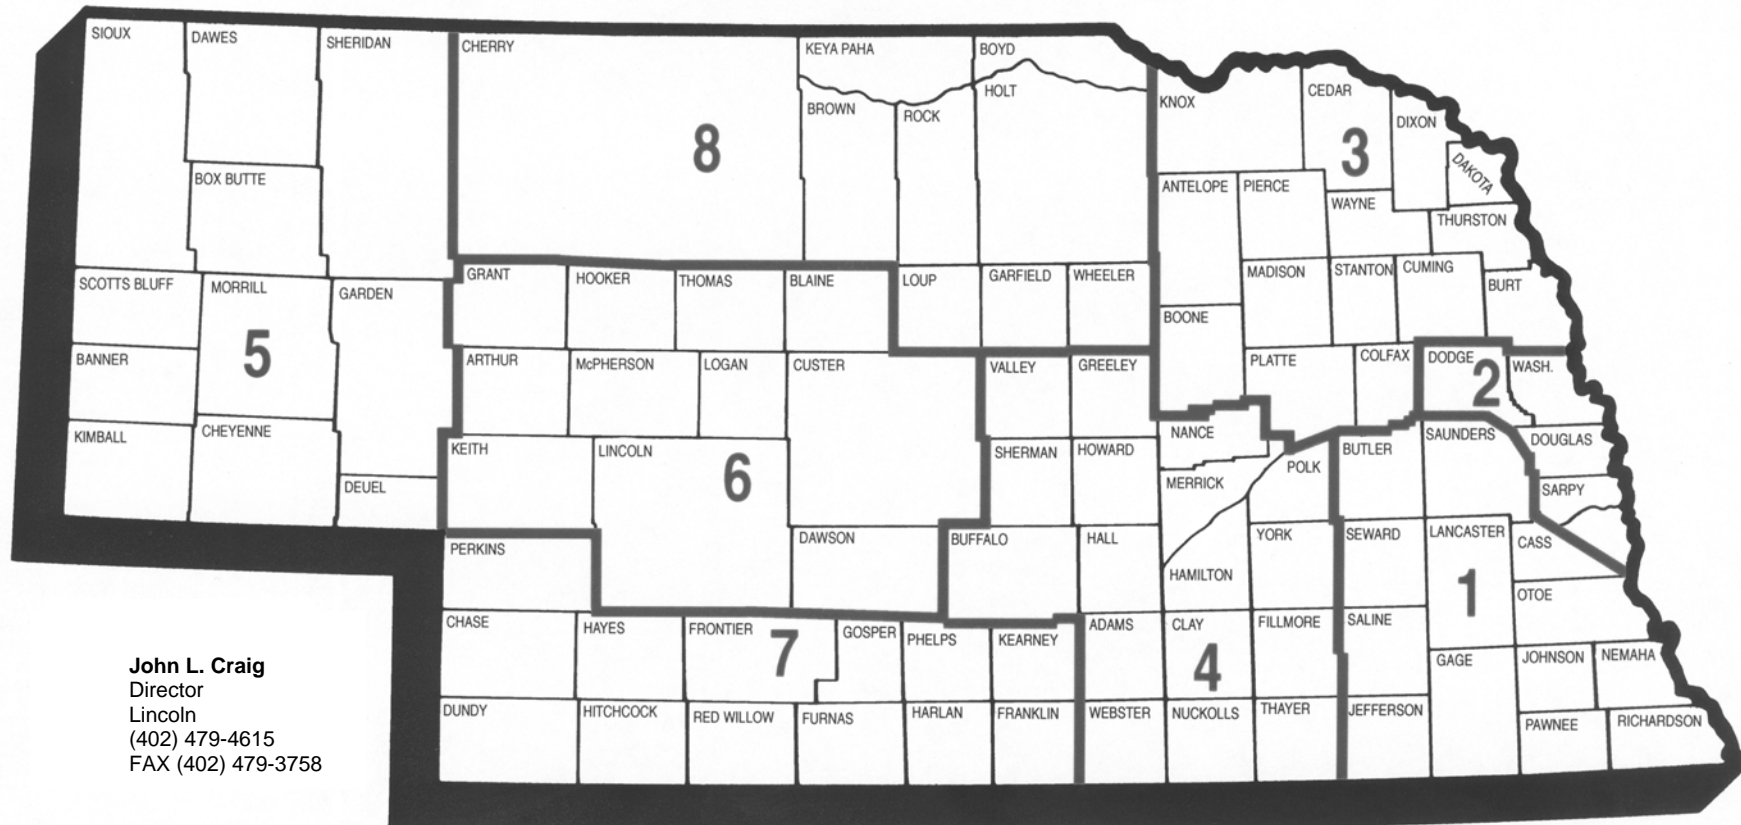 SIOUX
DAWES
SHERIDAN
CHERRY
KEYA PAHA
BOYD
HOLT
BROWN
ROCK
KNOX
CEDAR
DIXON
DAKOTA
8
3
BOX BUTTE
ANTELOPE
PIERCE
WAYNE
THURSTON
SCOTTS BLUFF
MORRILL
GARDEN
GRANT
HOOKER
THOMAS
BLAINE
LOUP
GARFIELD
WHEELER
MADISON
STANTON
CUMING
BURT
BOONE
5
BANNER
ARTHUR
McPHERSON
LOGAN
CUSTER
VALLEY
GREELEY
PLATTE
COLFAX
DODGE
WASH.
2
KIMBALL
CHEYENNE
KEITH
LINCOLN
SHERMAN
HOWARD
NANCE
MERRICK
POLK
BUTLER
SAUNDERS
DOUGLAS
SARPY
DEUEL
6
PERKINS
DAWSON
BUFFALO
HALL
HAMILTON
YORK
SEWARD
LANCASTER
CASS
OTOE
1
CHASE
HAYES
FRONTIER
7
GOSPER
PHELPS
KEARNEY
ADAMS
CLAY
4
FILLMORE
SALINE
GAGE
JOHNSON
NEMAHA
DUNDY
HITCHCOCK
RED WILLOW
FURNAS
HARLAN
FRANKLIN
WEBSTER
NUCKOLLS
THAYER
JEFFERSON
PAWNEE
RICHARDSON
John L. Craig
Director
Lincoln
(402) 479-4615
FAX (402) 479-3758